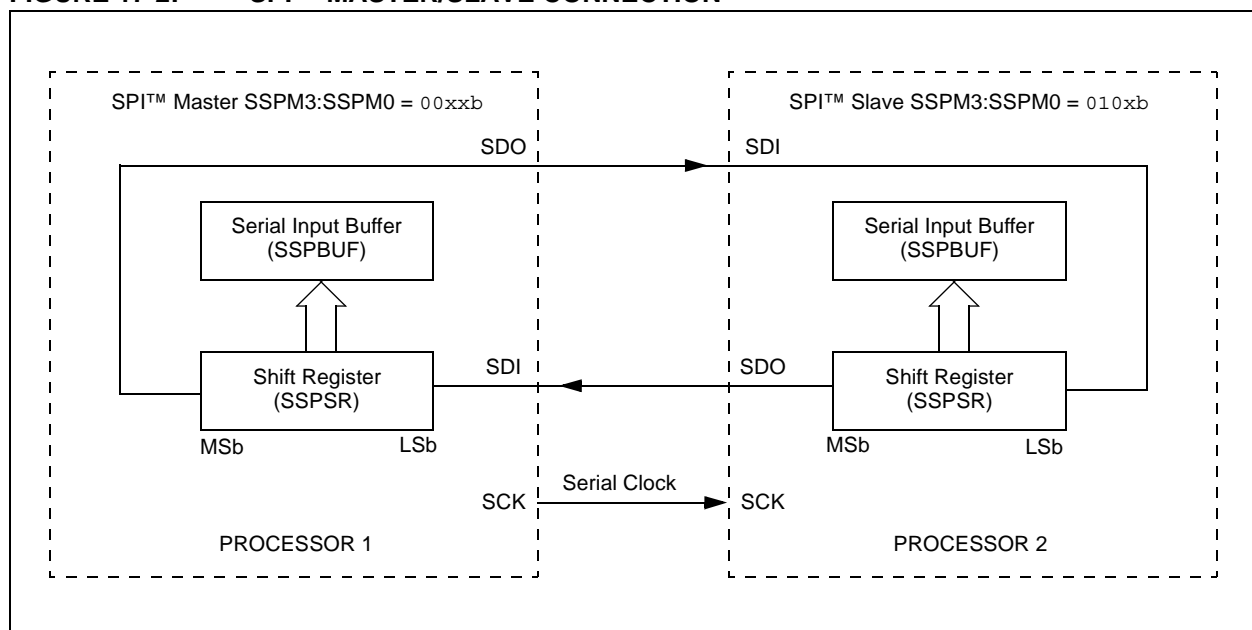 SPI™ Master SSPM3:SSPM0 = 00xxb
SPI™ Slave SSPM3:SSPM0 = 010xb
SDO
SDI
Serial Input Buffer
(SSPBUF)
Serial Input Buffer
(SSPBUF)
Shift Register
(SSPSR)
SDI
SDO
Shift Register
(SSPSR)
MSb
LSb
MSb
LSb
Serial Clock
SCK
SCK
PROCESSOR 1
PROCESSOR 2